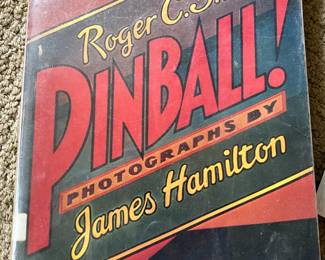 Roger C.
PINBALL!
PHOTOGRAPHS BY
James Hamilton